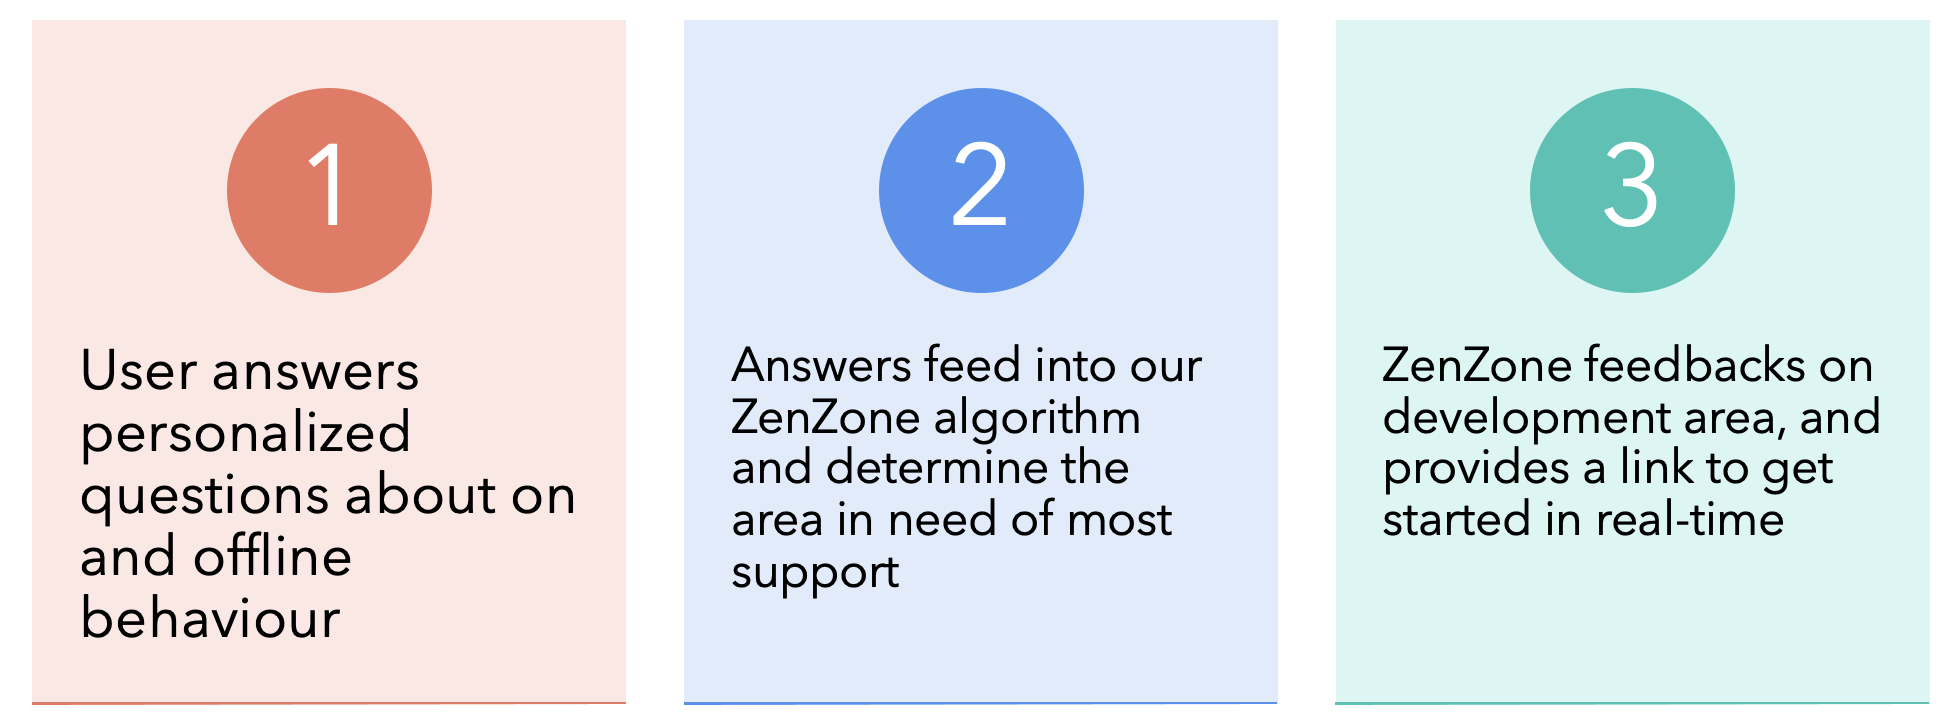 1
User answers
personalized
questions about on
and offline
behaviour
2
Answers feed into our
ZenZone algorithm
and determine the
area in need of most
support
3
ZenZone feedbacks on
development area, and
provides a link to get
started in real-time